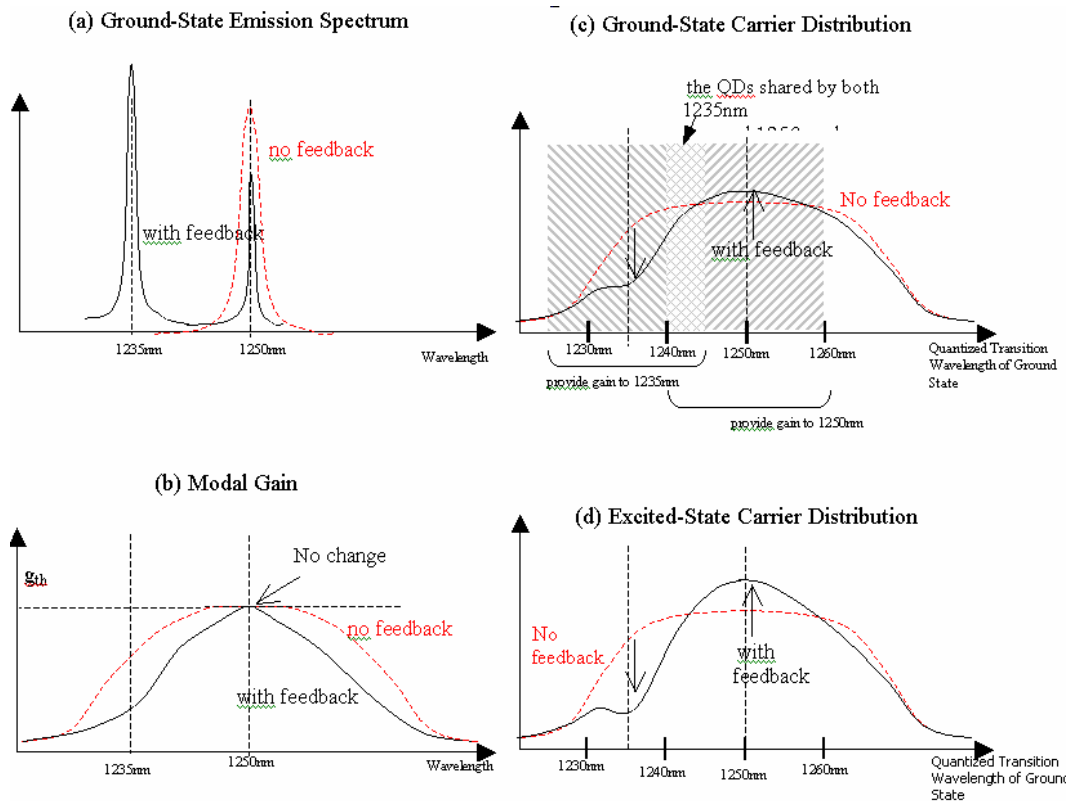 (a) Ground-State Emission Spectrum
no feedback
with feedback
1235nm
1250nm
Wavelength
(c) Ground-State Carrier Distribution
the QDs shared by both
1235nm
No feedback
with feedback
1230nm
1240nm
1250nm
1260nm
Quantized Transition
Wavelength of Ground
State
provide gain to 1235nm
provide gain to 1250nm
(b) Modal Gain
No change
gth
no feedback
with feedback
1235nm
1250nm
Wavelength
(d) Excited-State Carrier Distribution
No
feedback
with
feedback
1230nm
1240nm
1250nm
1260nm
Quantized Transition
Wavelength of Ground
State